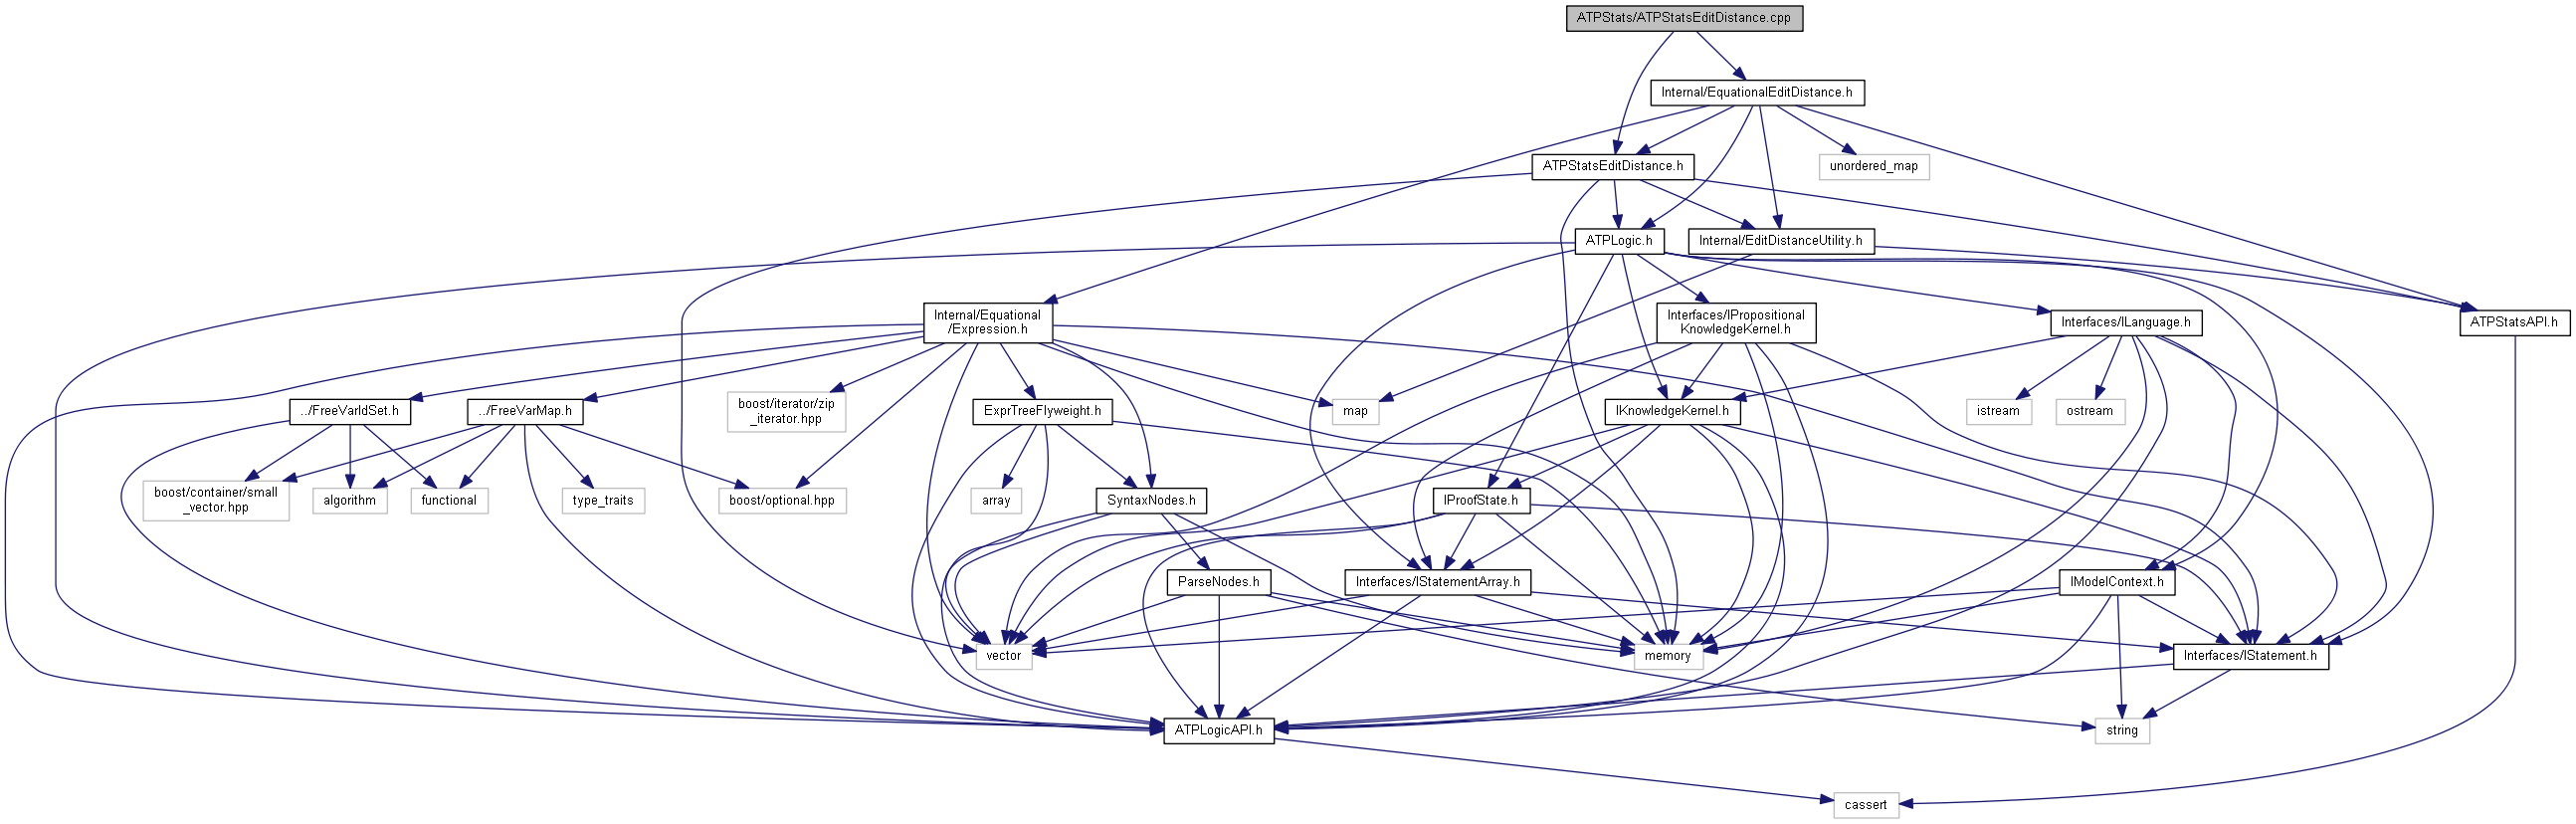 ATPStats/ATPStatsEditDistance.cpp
Internal/EquationalEditDistance.h
ATPStatsEditDistance.h
unordered_map
ATPLogic.h
Internal/EditDistanceUtility.h
Internal/Equational
/Expression.h
Interfaces/IPropositional
KnowledgeKernel.h
Interfaces/ILanguage.h
ATPStatsAPI.h
../FreeVarIdSet.h
../FreeVarMap.h
boost/iterator/zip
_iterator.hpp
ExprTreeFlyweight.h
map
IKnowledgeKernel.h
istream
ostream
boost/container/small
_vector.hpp
algorithm
functional
type_traits
boost/optional.hpp
array
SyntaxNodes.h
IProofState.h
ParseNodes.h
Interfaces/IStatementArray.h
IModelContext.h
vector
memory
Interfaces/IStatement.h
ATPLogicAPI.h
string
cassert